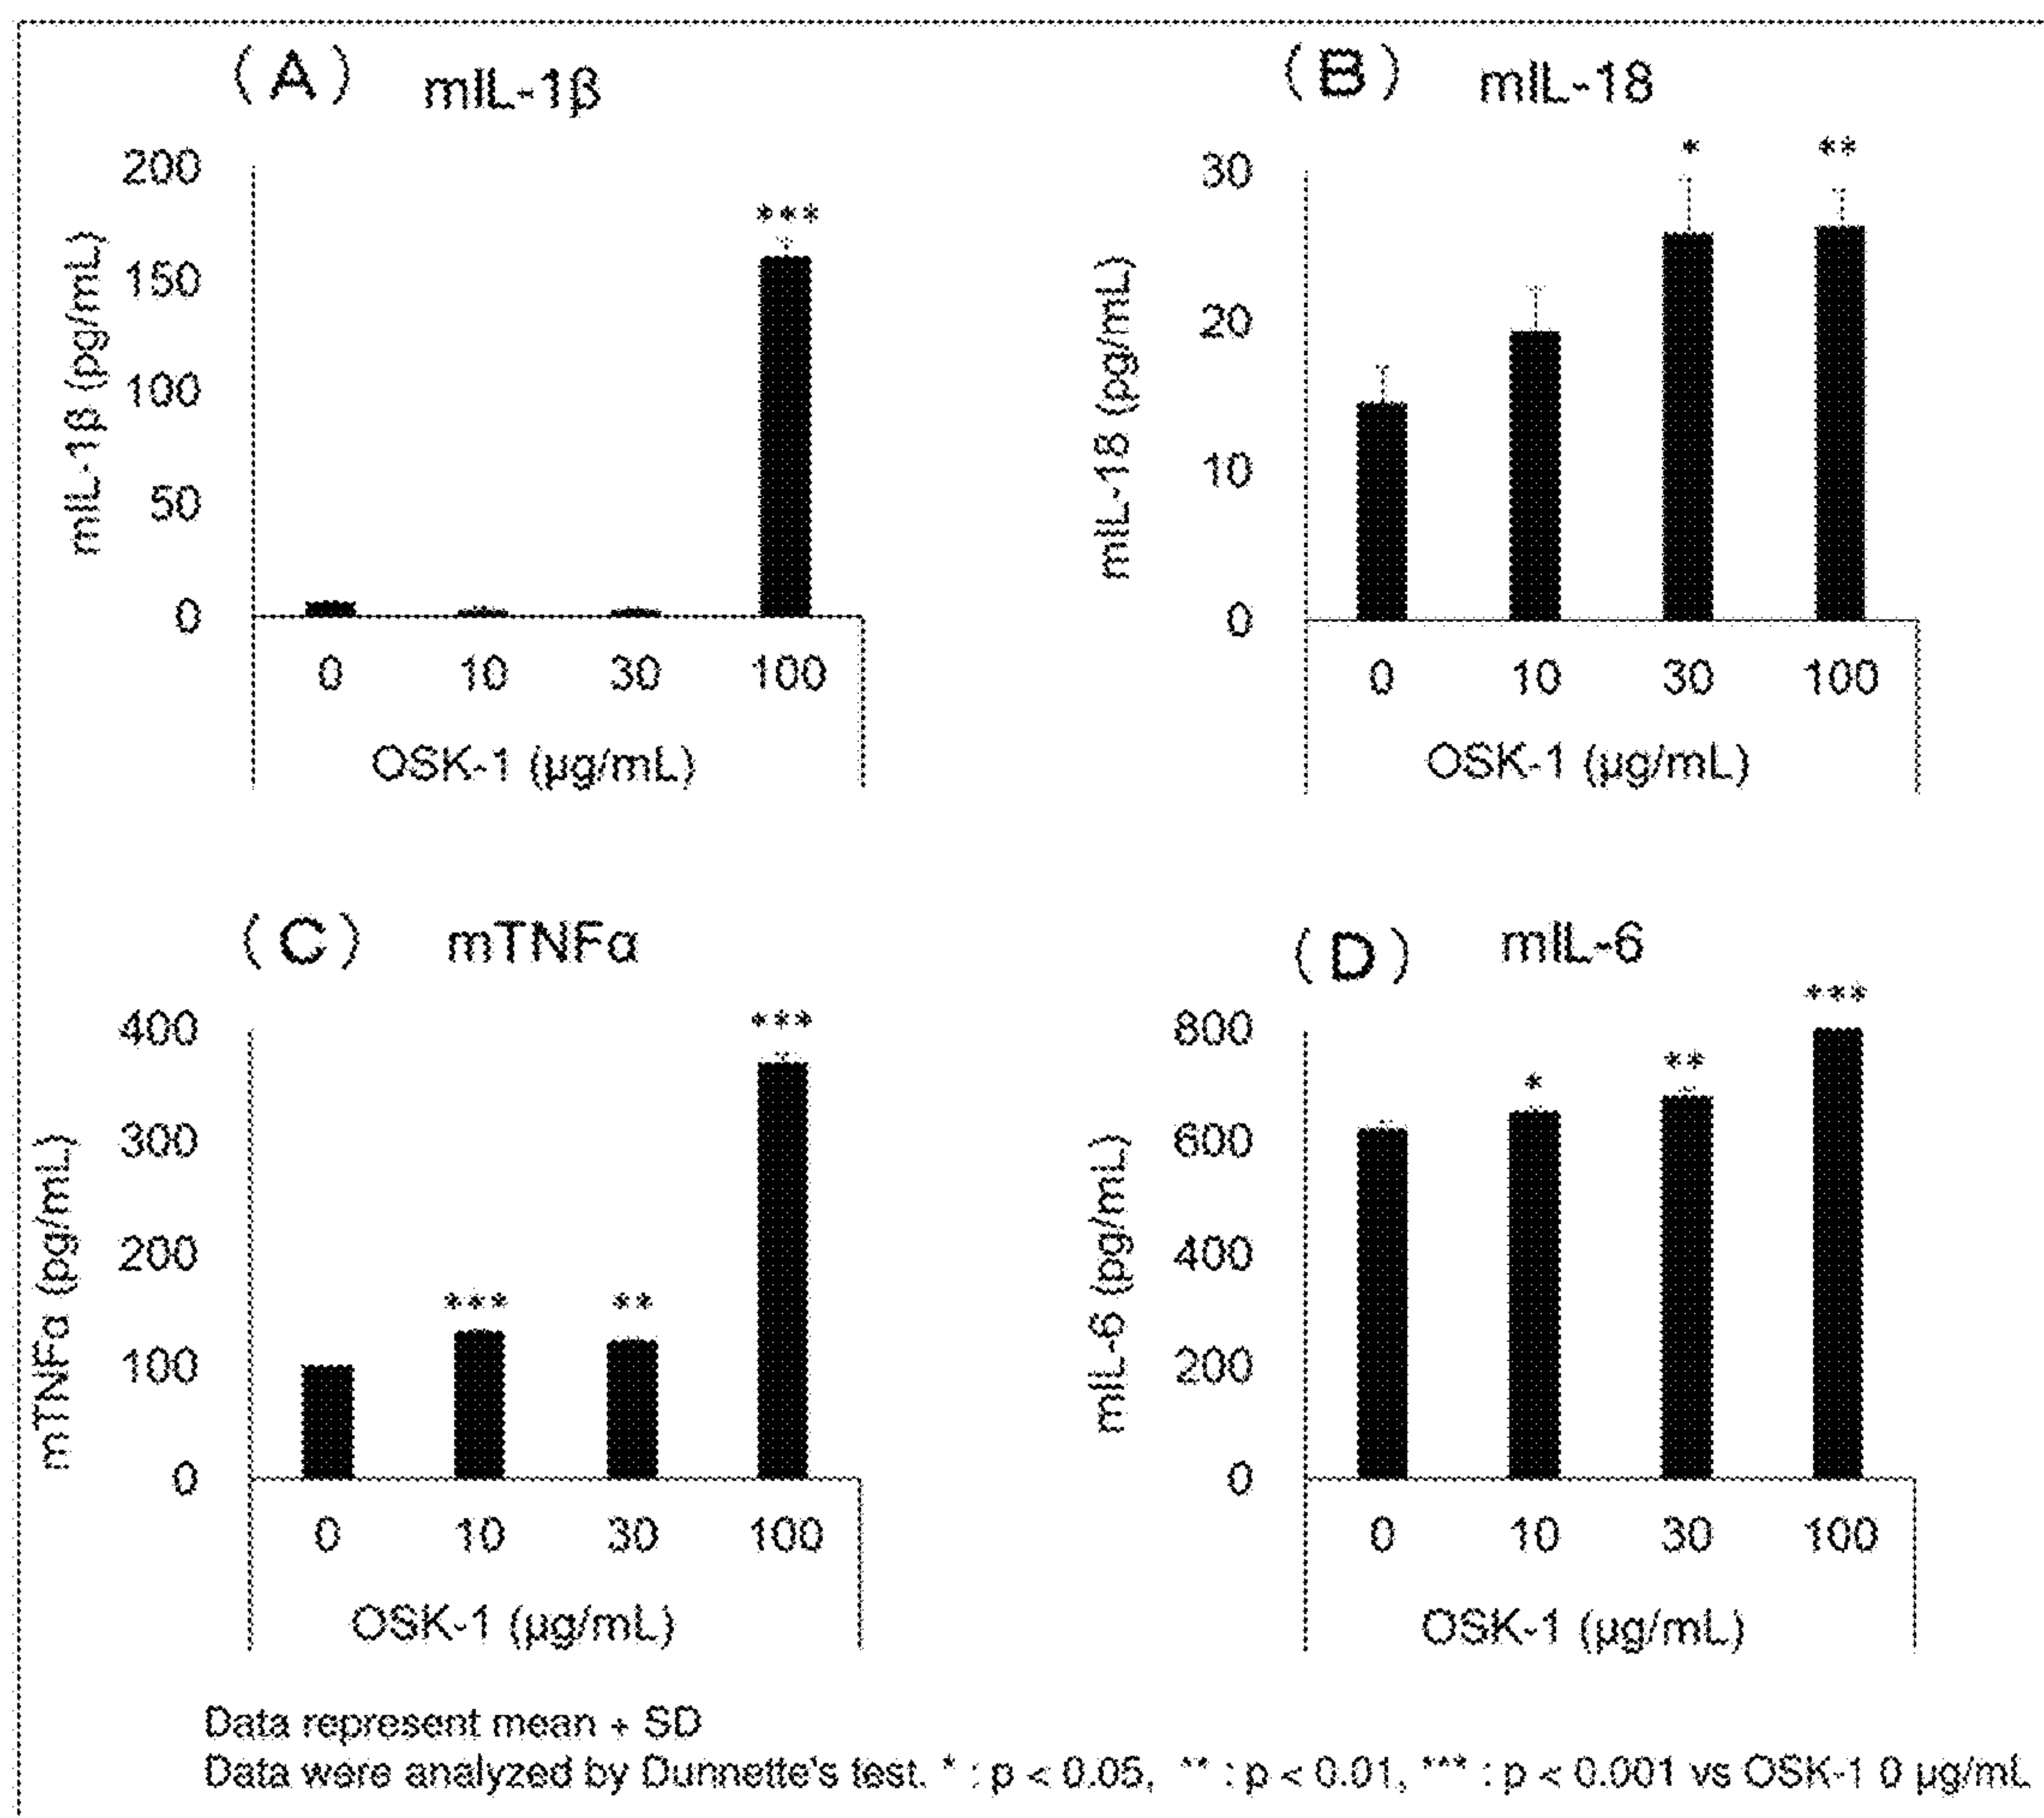 (A) mIL-1β
mIL-1β (pg/mL)
200
150
100
50
0
***
0 10 30 100
OSK-1 (µg/mL)
(B) mIL-18
mIL-18 (pg/mL)
30
20
10
0
* **
0 10 30 100
OSK-1 (µg/mL)
(C) mTNFα
mTNFα (pg/mL)
400
300
200
100
0
*** ** ***
0 10 30 100
OSK-1 (µg/mL)
(D) mIL-6
mIL-6 (pg/mL)
800
600
400
200
0
* ** ***
0 10 30 100
OSK-1 (µg/mL)
Data represent mean + SD
Data were analyzed by Dunnette's test. * : p < 0.05, ** : p < 0.01, *** : p < 0.001 vs OSK-1 0 µg/mL